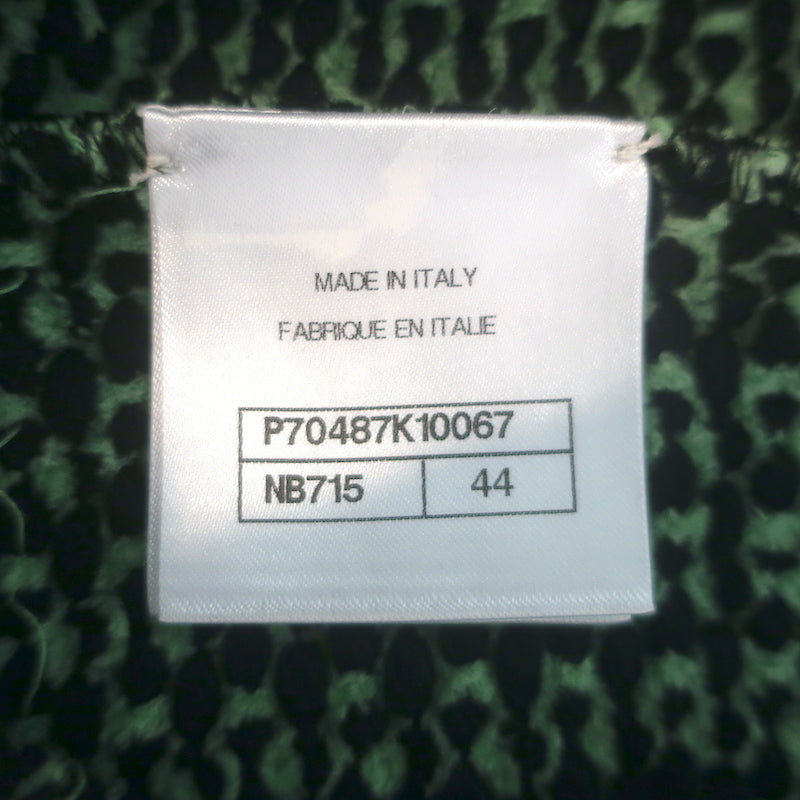 MADE IN ITALY
FABRIQUE EN ITALIE
P70487K10067
NB715 44